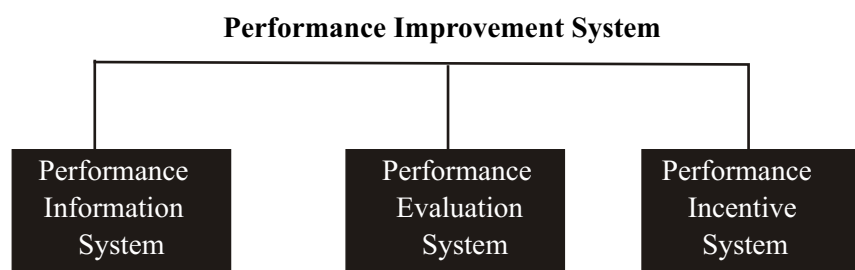 Performance Improvement System
Performance
Information
System
Performance
Evaluation
System
Performance
Incentive
System